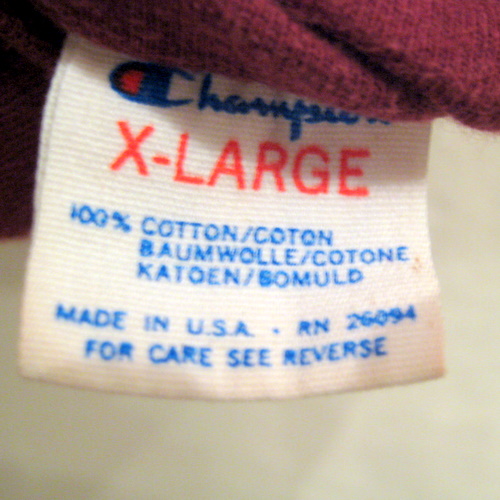 Champion
X-LARGE
100% COTTON/COTON
BAUMWOLLE/COTONE
KATOEN/BOMULD
MADE IN U.S.A. · RN 26094
FOR CARE SEE REVERSE